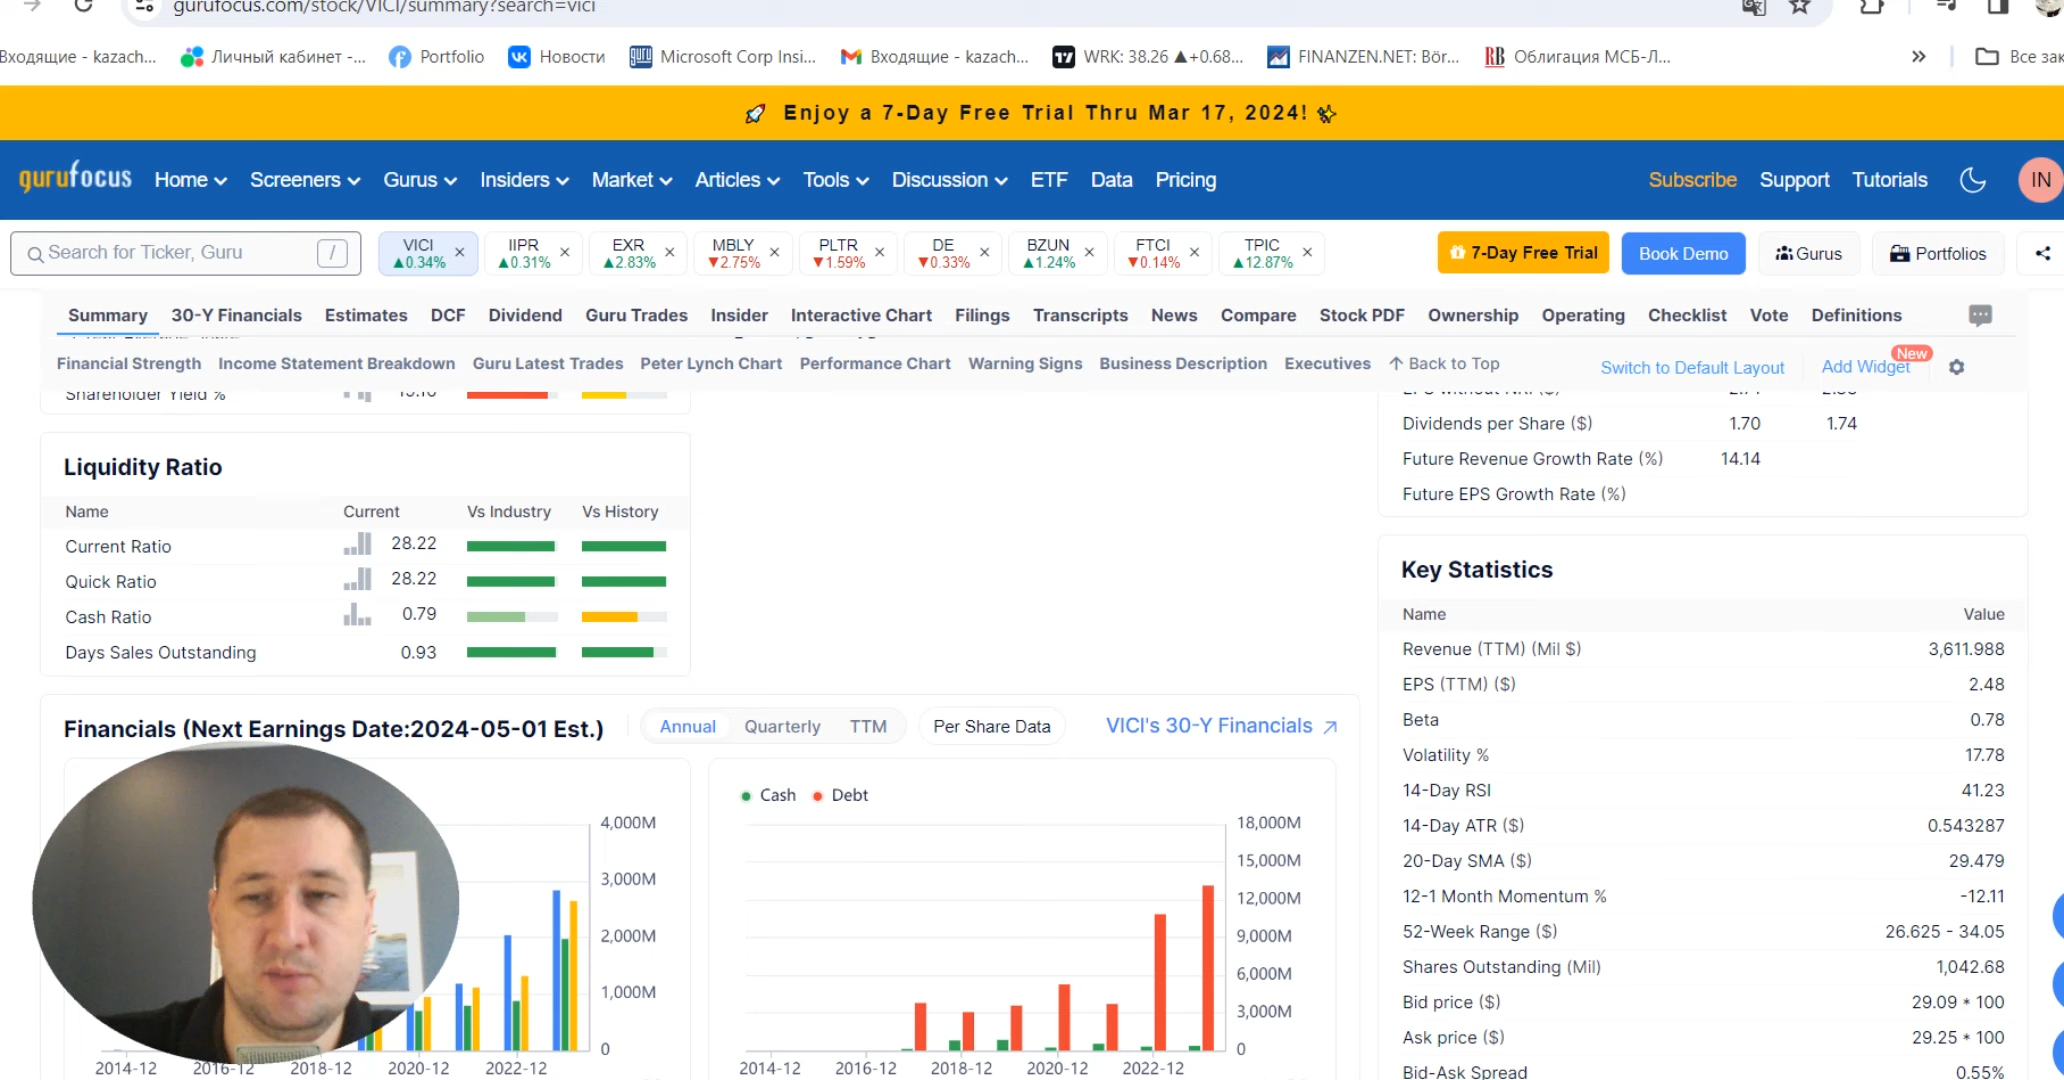 gurufocus.com/stock/VICI/summary?search=vici
Входящие - kazach... Личный кабинет -... Portfolio Новости Microsoft Corp Insi... Входящие - kazach... WRK: 38.26 ▲+0.68... FINANZEN.NET: Bör... Облигация МСБ-Л... » Все зак
Enjoy a 7-Day Free Trial Thru Mar 17, 2024!
gurufocus Home Screeners Gurus Insiders Market Articles Tools Discussion ETF Data Pricing Subscribe Support Tutorials IN
Search for Ticker, Guru /
VICI ▲0.34%
IIPR ▲0.31%
EXR ▲2.83%
MBLY ▼2.75%
PLTR ▼1.59%
DE ▼0.33%
BZUN ▲1.24%
FTCI ▼0.14%
TPIC ▲12.87%
7-Day Free Trial Book Demo Gurus Portfolios
Summary 30-Y Financials Estimates DCF Dividend Guru Trades Insider Interactive Chart Filings Transcripts News Compare Stock PDF Ownership Operating Checklist Vote Definitions
Financial Strength Income Statement Breakdown Guru Latest Trades Peter Lynch Chart Performance Chart Warning Signs Business Description Executives Back to Top Switch to Default Layout Add Widget New
Shareholder Yield %
Liquidity Ratio
Name Current Vs Industry Vs History
Current Ratio 28.22
Quick Ratio 28.22
Cash Ratio 0.79
Days Sales Outstanding 0.93
Dividends per Share ($) 1.70 1.74
Future Revenue Growth Rate (%) 14.14
Future EPS Growth Rate (%)
Key Statistics
Name Value
Revenue (TTM) (Mil $) 3,611.988
EPS (TTM) ($) 2.48
Beta 0.78
Volatility % 17.78
14-Day RSI 41.23
14-Day ATR ($) 0.543287
20-Day SMA ($) 29.479
12-1 Month Momentum % -12.11
52-Week Range ($) 26.625 - 34.05
Shares Outstanding (Mil) 1,042.68
Bid price ($) 29.09 * 100
Ask price ($) 29.25 * 100
Bid-Ask Spread 0.55%
Financials (Next Earnings Date:2024-05-01 Est.) Annual Quarterly TTM Per Share Data VICI's 30-Y Financials
4,000M
3,000M
2,000M
1,000M
0
2014-12 2016-12 2018-12 2020-12 2022-12
Cash Debt
18,000M
15,000M
12,000M
9,000M
6,000M
3,000M
0
2014-12 2016-12 2018-12 2020-12 2022-12